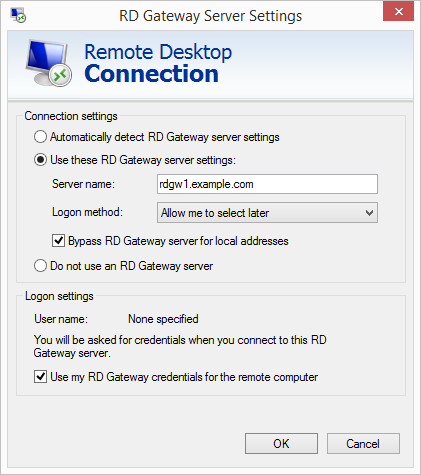 RD Gateway Server Settings
Remote Desktop
Connection
Connection settings
Automatically detect RD Gateway server settings
Use these RD Gateway server settings:
Server name: rdgw1.example.com
Logon method: Allow me to select later
Bypass RD Gateway server for local addresses
Do not use an RD Gateway server
Logon settings
User name: None specified
You will be asked for credentials when you connect to this RD
Gateway server.
Use my RD Gateway credentials for the remote computer
OK Cancel